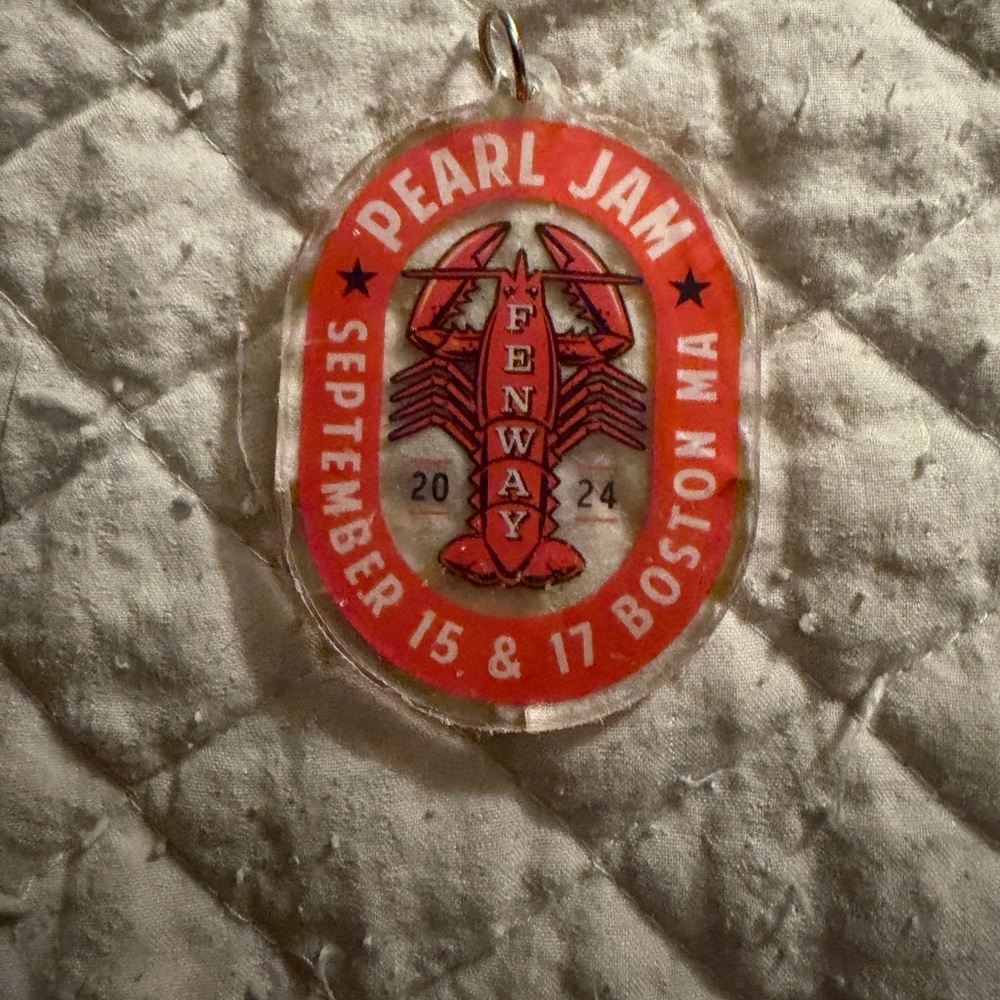 PEARL JAM
SEPTEMBER 15 & 17 BOSTON MA
FENWAY
20 24